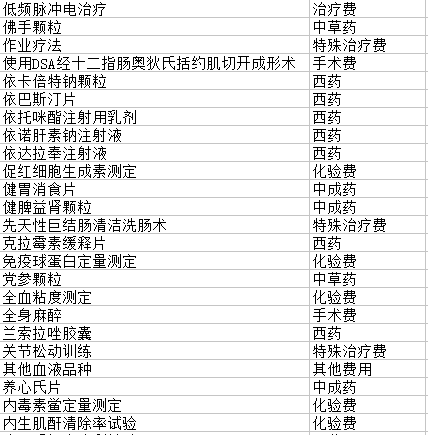 低频脉冲电治疗 治疗费
佛手颗粒 中草药
作业疗法 特殊治疗费
使用DSA经十二指肠奥狄氏括约肌切开成形术 手术费
依卡倍特钠颗粒 西药
依巴斯汀片 西药
依托咪酯注射用乳剂 西药
依诺肝素钠注射液 西药
依达拉奉注射液 西药
促红细胞生成素测定 化验费
健胃消食片 中成药
健脾益肾颗粒 中成药
先天性巨结肠清洁洗肠术 特殊治疗费
克拉霉素缓释片 西药
免疫球蛋白定量测定 化验费
党参颗粒 中草药
全血粘度测定 化验费
全身麻醉 手术费
兰索拉唑胶囊 西药
关节松动训练 特殊治疗费
其他血液品种 其他费用
养心氏片 中成药
内毒素鲎定量测定 化验费
内生肌酐清除率试验 化验费